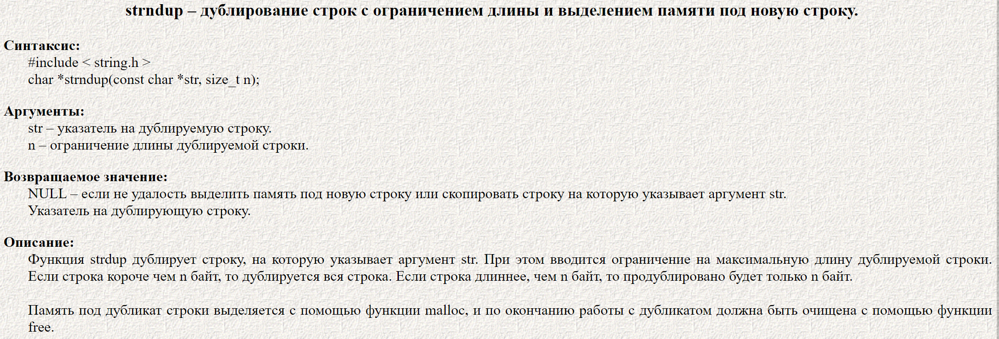 strndup – дублирование строк с ограничением длины и выделением памяти под новую строку.
Синтаксис:
#include < string.h >
char *strndup(const char *str, size_t n);
Аргументы:
str – указатель на дублируемую строку.
n – ограничение длины дублируемой строки.
Возвращаемое значение:
NULL – если не удалость выделить память под новую строку или скопировать строку на которую указывает аргумент str.
Указатель на дублирующую строку.
Описание:
Функция strdup дублирует строку, на которую указывает аргумент str. При этом вводится ограничение на максимальную длину дублируемой строки.
Если строка короче чем n байт, то дублируется вся строка. Если строка длиннее, чем n байт, то продублировано будет только n байт.
Память под дубликат строки выделяется с помощью функции malloc, и по окончанию работы с дубликатом должна быть очищена с помощью функции
free.